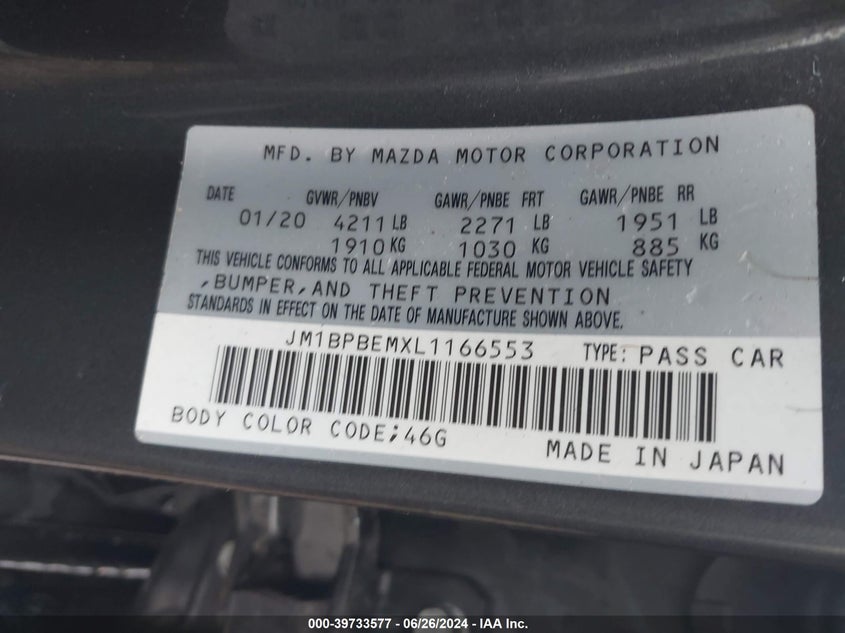 MFD. BY MAZDA MOTOR CORPORATION
DATE GVWR/PNBV GAWR/PNBE FRT GAWR/PNBE RR
01/20 4211 LB 2271 LB 1951 LB
1910 KG 1030 KG 885 KG
THIS VEHICLE CONFORMS TO ALL APPLICABLE FEDERAL MOTOR VEHICLE SAFETY
,BUMPER,AND THEFT PREVENTION
STANDARDS IN EFFECT ON THE DATE OF MANUFACTURE SHOWN ABOVE.
JM1BPBEMXL1166553 TYPE: PASS CAR
BODY COLOR CODE;46G
MADE IN JAPAN
000-39733577 - 06/26/2024 - IAA Inc.